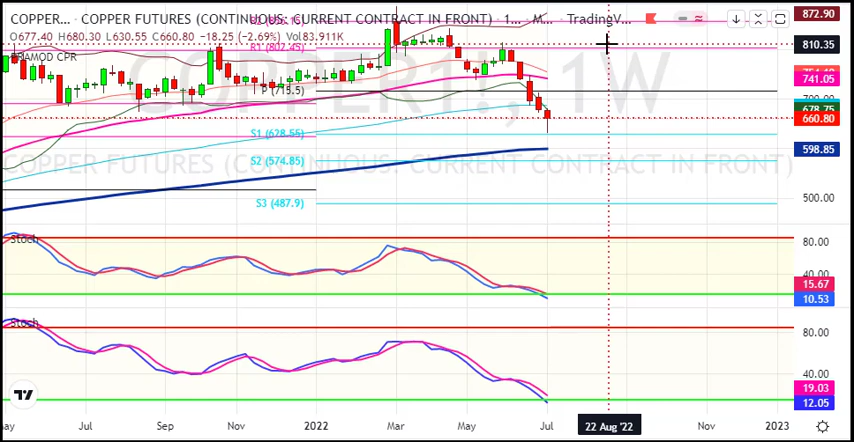 COPPER... · COPPER FUTURES (CONTINUOUS: CURRENT CONTRACT IN FRONT) · 1... · M... · TradingV...
O677.40 H680.30 L630.55 C660.80 −18.25 (−2.69%) Vol83.911K
PRAMOD CPR
R1 (802.45)
P (715.5)
S1 (628.55)
S2 (574.85)
S3 (487.9)
COPPER1!, 1W
COPPER FUTURES (CONTINUOUS: CURRENT CONTRACT IN FRONT)
872.90
810.35
741.05
700.00
678.75
660.80
598.85
500.00
Stoch
80.00
40.00
15.67
10.53
Stoch
80.00
40.00
19.03
12.05
May
Jul
Sep
Nov
2022
Mar
May
Jul
22 Aug '22
Nov
2023